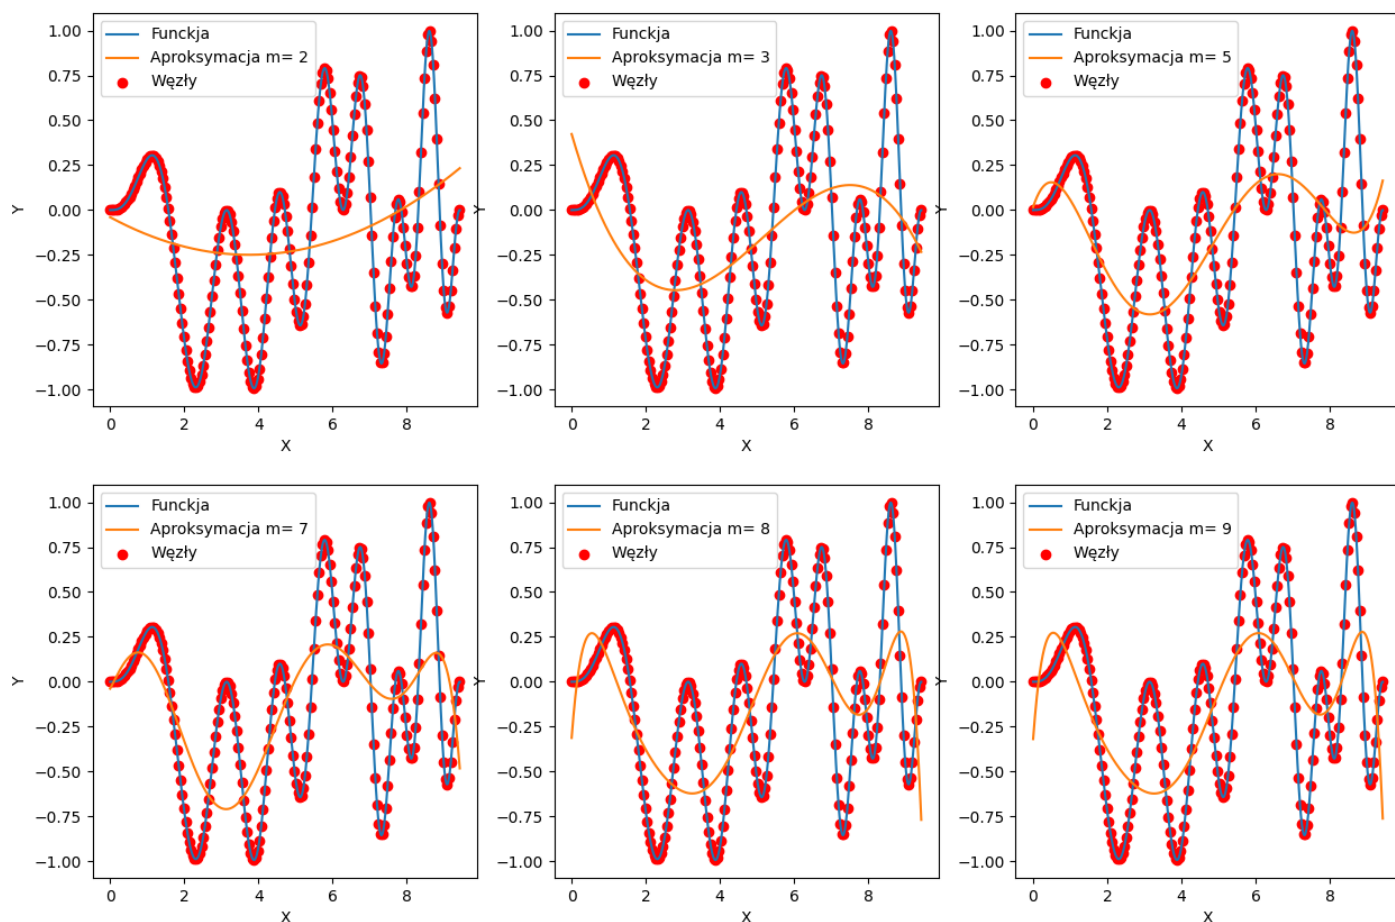 Funckja
Aproksymacja m= 2
Węzły
1.00
0.75
0.50
0.25
0.00
−0.25
−0.50
−0.75
−1.00
Y
0 2 4 6 8
X
Funckja
Aproksymacja m= 3
Węzły
1.00
0.75
0.50
0.25
0.00
−0.25
−0.50
−0.75
−1.00
Y
0 2 4 6 8
X
Funckja
Aproksymacja m= 5
Węzły
1.00
0.75
0.50
0.25
0.00
−0.25
−0.50
−0.75
−1.00
Y
0 2 4 6 8
X
Funckja
Aproksymacja m= 7
Węzły
1.00
0.75
0.50
0.25
0.00
−0.25
−0.50
−0.75
−1.00
Y
0 2 4 6 8
X
Funckja
Aproksymacja m= 8
Węzły
1.00
0.75
0.50
0.25
0.00
−0.25
−0.50
−0.75
−1.00
Y
0 2 4 6 8
X
Funckja
Aproksymacja m= 9
Węzły
1.00
0.75
0.50
0.25
0.00
−0.25
−0.50
−0.75
−1.00
Y
0 2 4 6 8
X